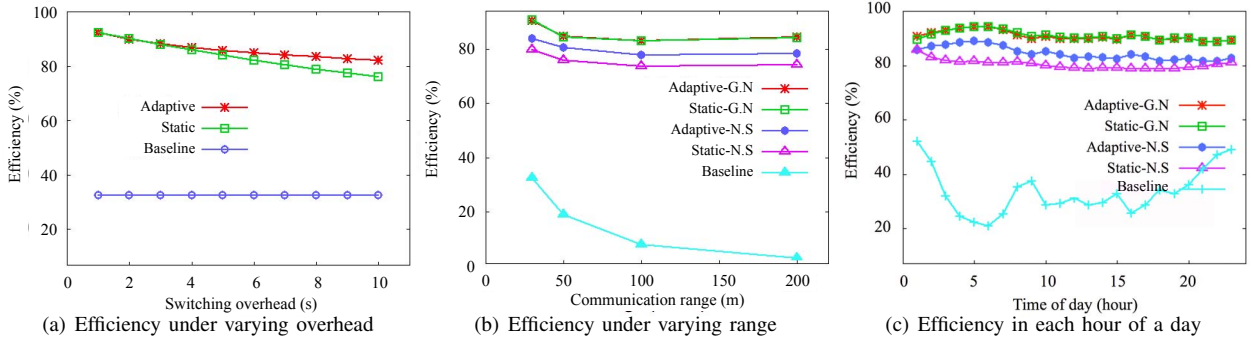 100
80
60
40
20
Efficiency (%)
Adaptive
Static
Baseline
0 2 4 6 8 10
Switching overhead (s)
(a) Efficiency under varying overhead
80
60
40
20
0
Efficiency (%)
Adaptive-G.N
Static-G.N
Adaptive-N.S
Static-N.S
Baseline
0 50 100 150 200
Communication range (m)
(b) Efficiency under varying range
100
80
60
40
20
Efficiency (%)
Adaptive-G.N
Static-G.N
Adaptive-N.S
Static-N.S
Baseline
0 5 10 15 20
Time of day (hour)
(c) Efficiency in each hour of a day